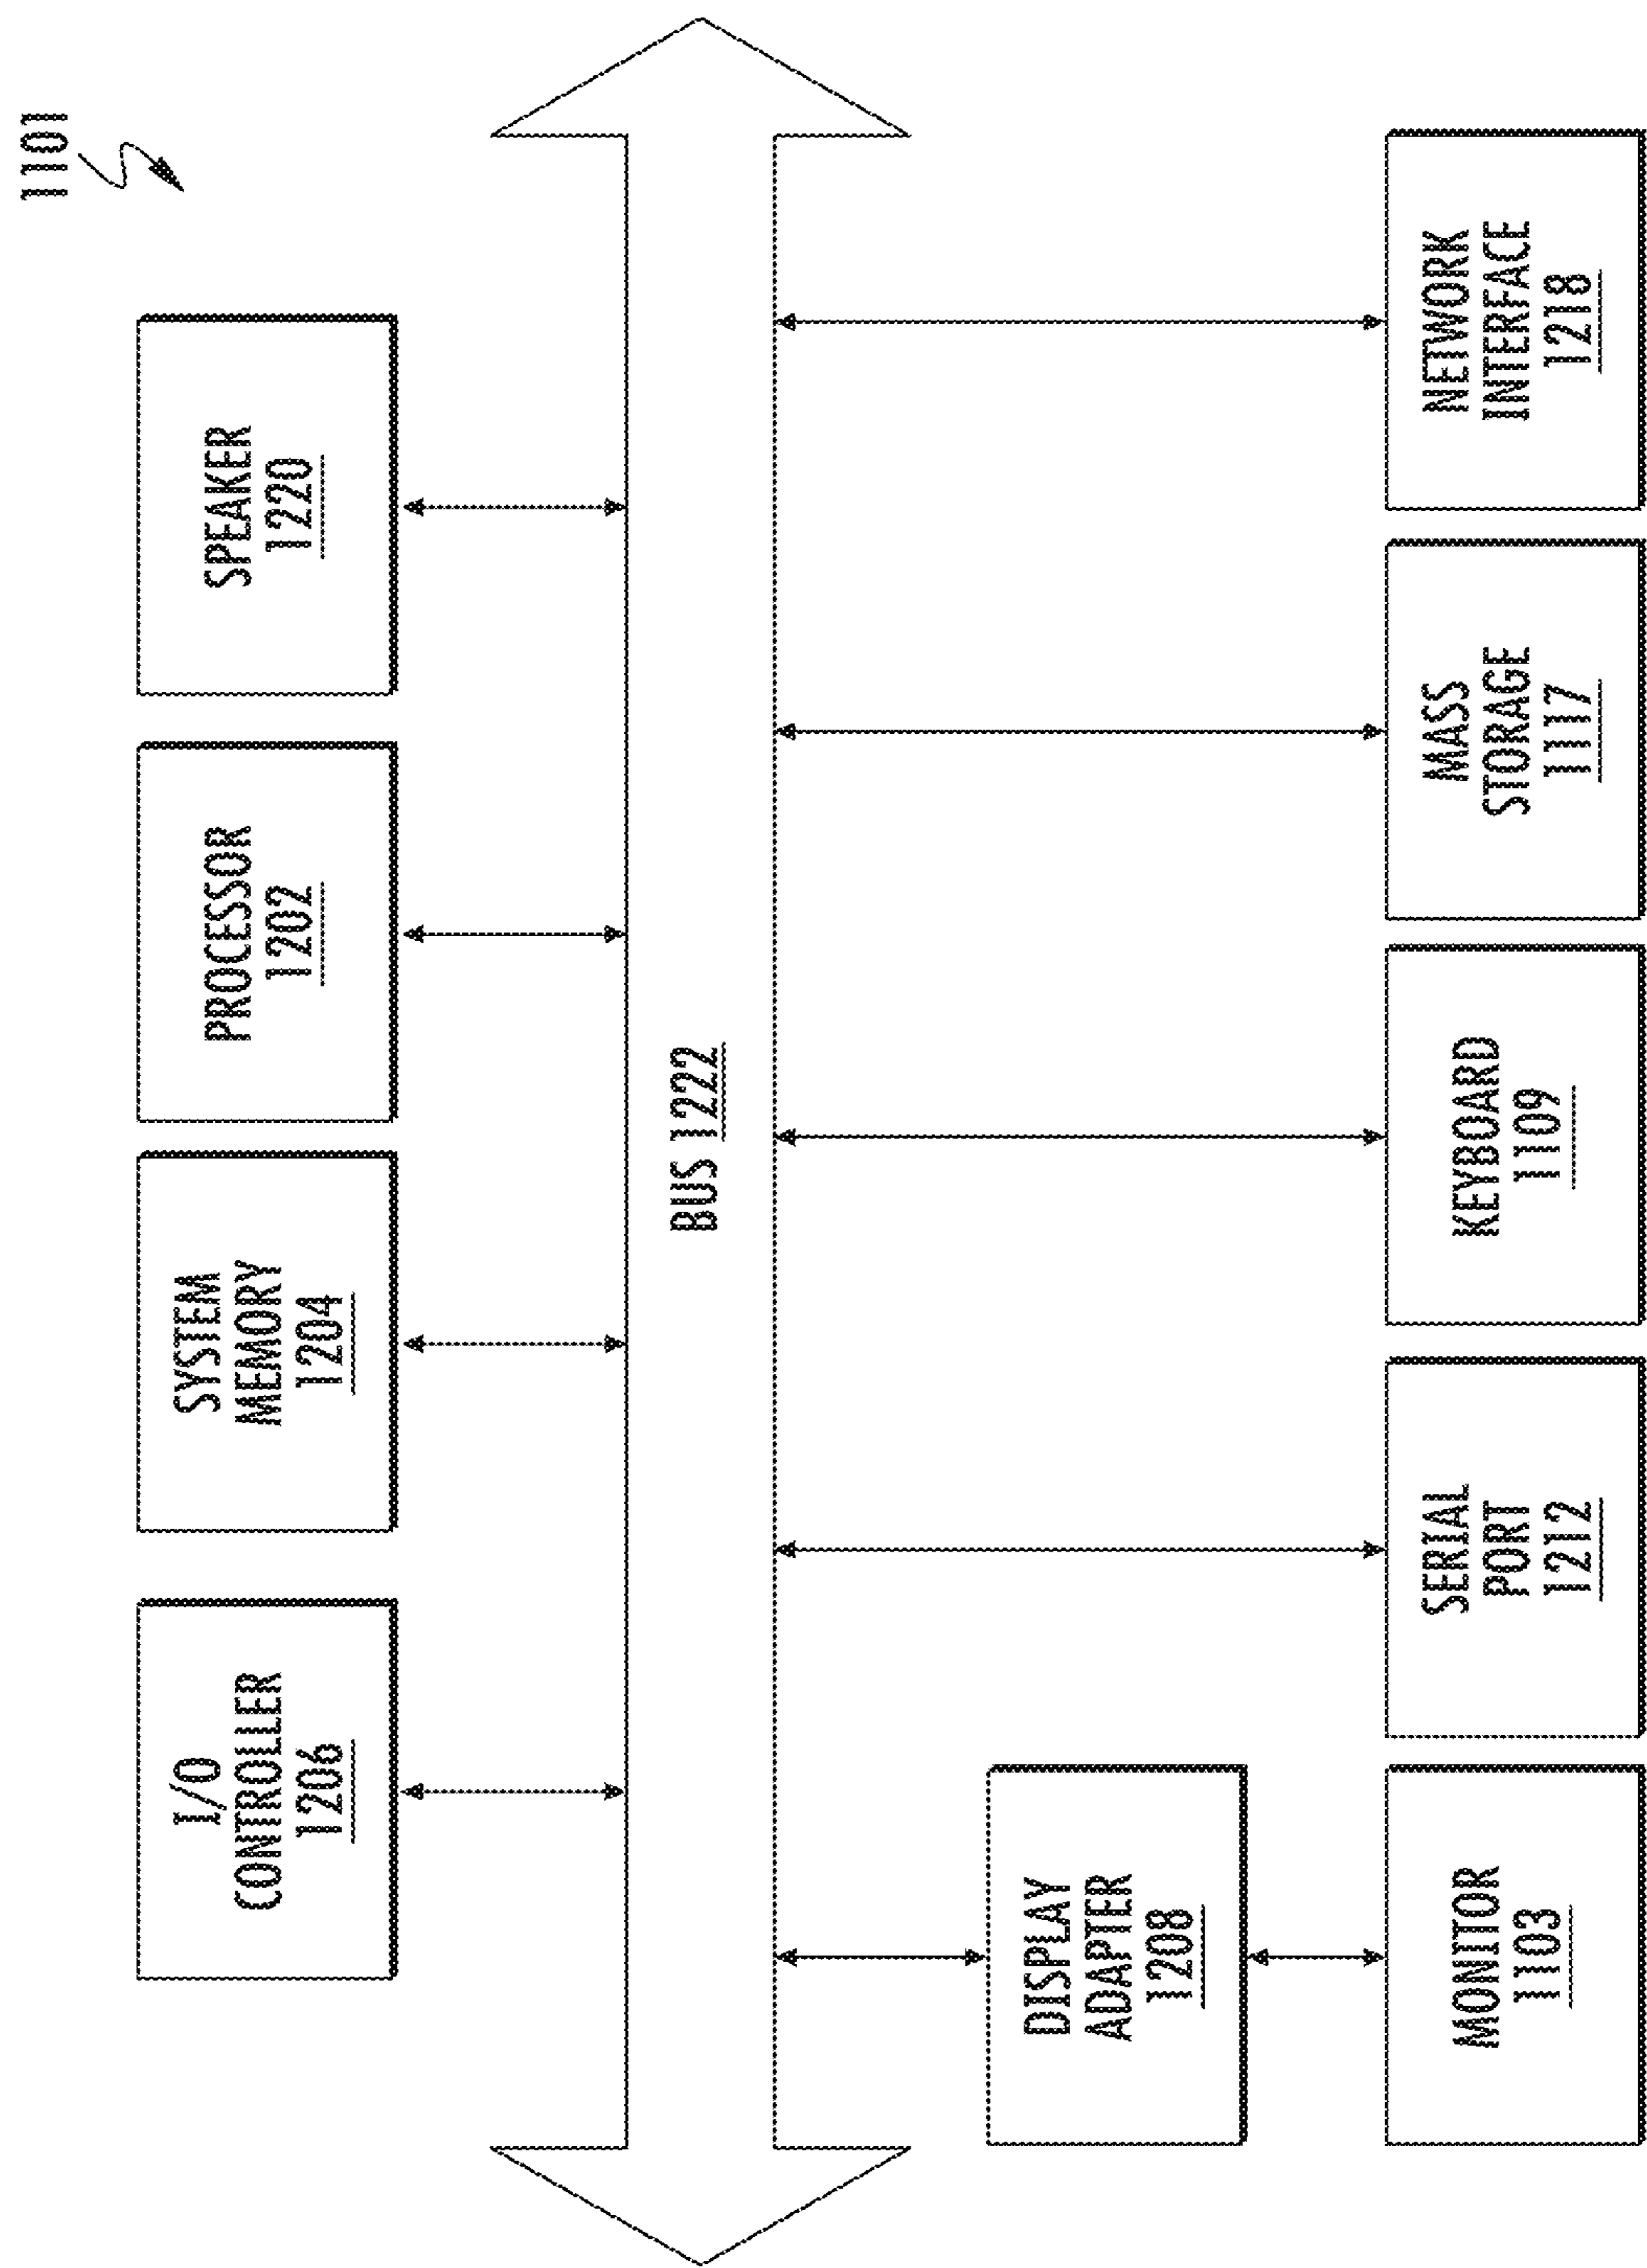 1101
I/O
CONTROLLER
1206
SYSTEM
MEMORY
1204
PROCESSOR
1202
SPEAKER
1220
BUS 1222
DISPLAY
ADAPTER
1208
MONITOR
1103
SERIAL
PORT
1212
KEYBOARD
1109
MASS
STORAGE
1117
NETWORK
INTERFACE
1218